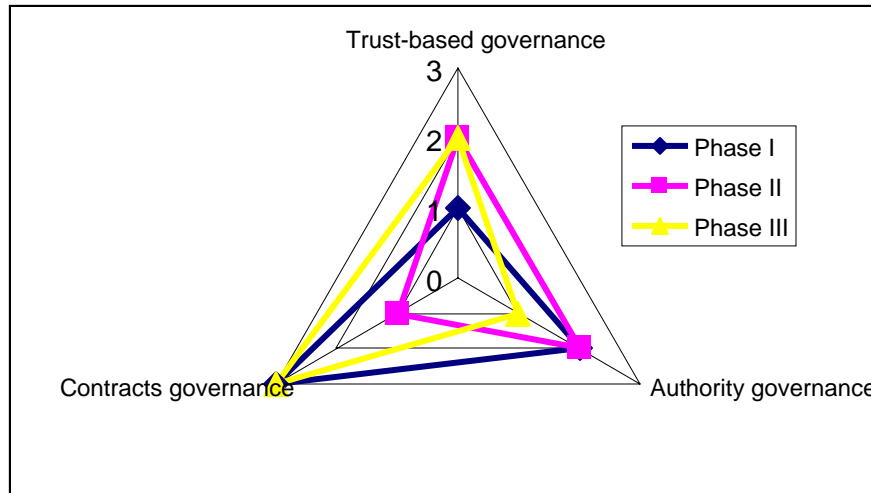 Trust-based governance
3
2
1
0
Phase I
Phase II
Phase III
Contracts governance
Authority governance